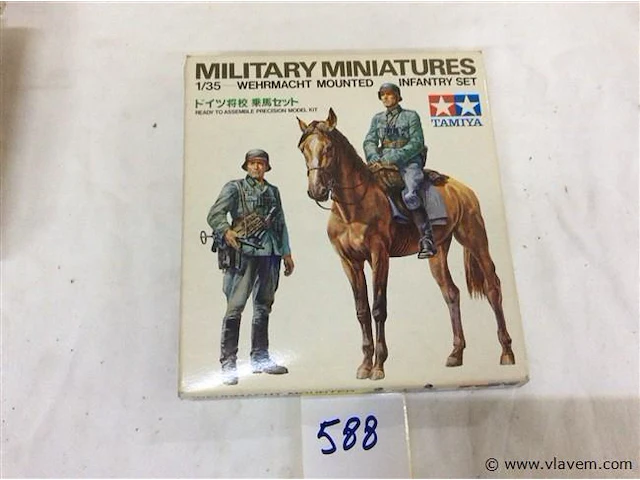 MILITARY MINIATURES
1/35 WEHRMACHT MOUNTED INFANTRY SET
ドイツ将校 乗馬セット
READY TO ASSEMBLE PRECISION MODEL KIT
TAMIYA
588
© www.vlavem.com